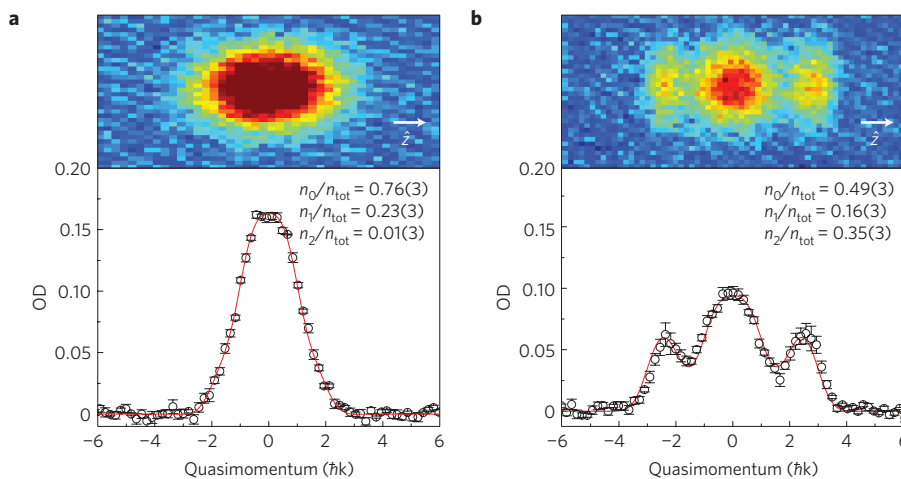 a
ẑ
0.20
0.15
0.10
0.05
0
OD
n₀/nₜₒₜ = 0.76(3)
n₁/nₜₒₜ = 0.23(3)
n₂/nₜₒₜ = 0.01(3)
−6 −4 −2 0 2 4 6
Quasimomentum (ħk)
b
ẑ
0.20
0.15
0.10
0.05
0
OD
n₀/nₜₒₜ = 0.49(3)
n₁/nₜₒₜ = 0.16(3)
n₂/nₜₒₜ = 0.35(3)
−6 −4 −2 0 2 4 6
Quasimomentum (ħk)